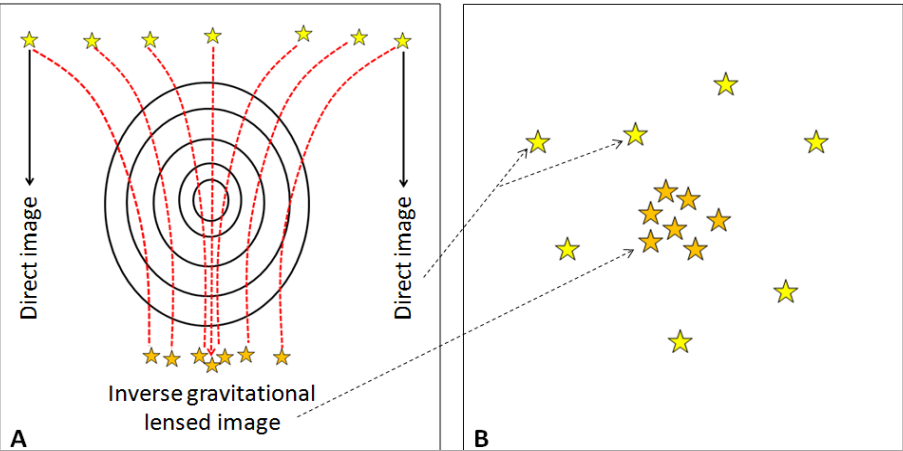 Direct image
Direct image
Inverse gravitational
lensed image
A
B